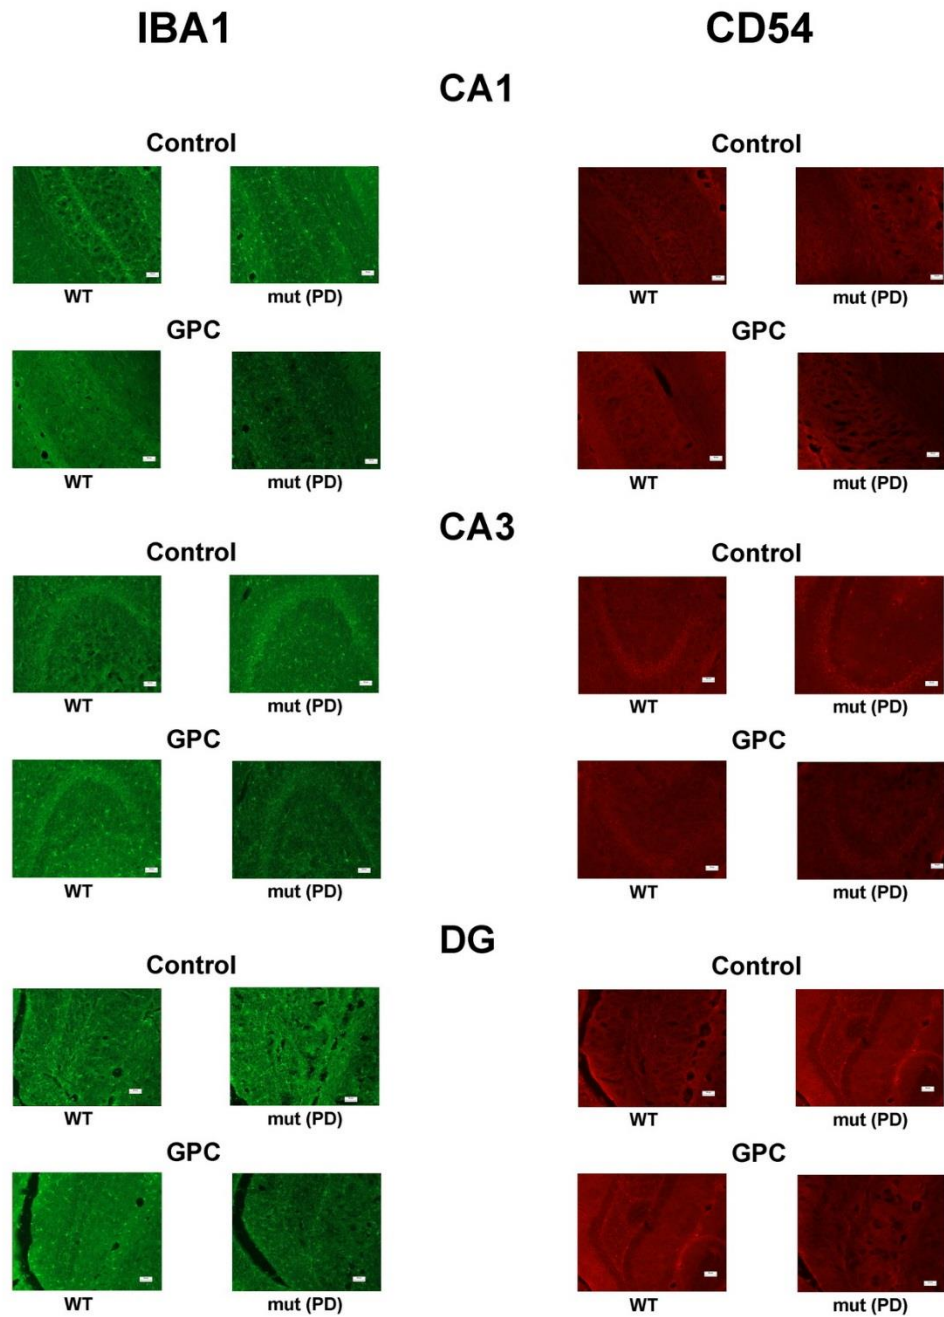 IBA1 CD54
CA1
Control Control
WT mut (PD) WT mut (PD)
GPC GPC
WT mut (PD) WT mut (PD)
CA3
Control Control
WT mut (PD) WT mut (PD)
GPC GPC
WT mut (PD) WT mut (PD)
DG
Control Control
WT mut (PD) WT mut (PD)
GPC GPC
WT mut (PD) WT mut (PD)